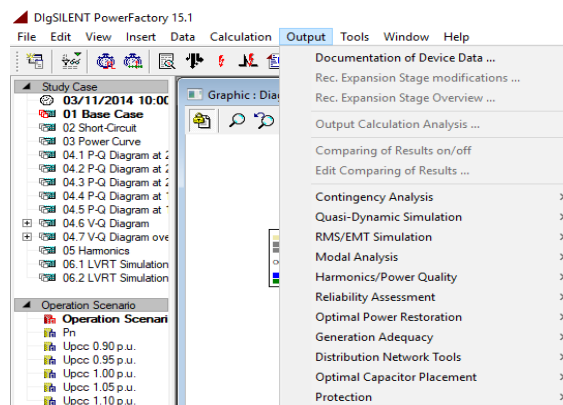 DIgSILENT PowerFactory 15.1
File Edit View Insert Data Calculation Output Tools Window Help
Study Case
03/11/2014 10:00
01 Base Case
02 Short-Circuit
03 Power Curve
04.1 P-Q Diagram at
04.2 P-Q Diagram at
04.3 P-Q Diagram at
04.4 P-Q Diagram at
04.5 P-Q Diagram at
04.6 V-Q Diagram
04.7 V-Q Diagram ove
05 Harmonics
06.1 LVRT Simulation
06.2 LVRT Simulation
Operation Scenario
Operation Scenari
Pn
Upcc 0.90 p.u.
Upcc 0.95 p.u.
Upcc 1.00 p.u.
Upcc 1.05 p.u.
Upcc 1.10 p.u.
Graphic : Dia
Documentation of Device Data ...
Rec. Expansion Stage modifications ...
Rec. Expansion Stage Overview ...
Output Calculation Analysis ...
Comparing of Results on/off
Edit Comparing of Results ...
Contingency Analysis
Quasi-Dynamic Simulation
RMS/EMT Simulation
Modal Analysis
Harmonics/Power Quality
Reliability Assessment
Optimal Power Restoration
Generation Adequacy
Distribution Network Tools
Optimal Capacitor Placement
Protection